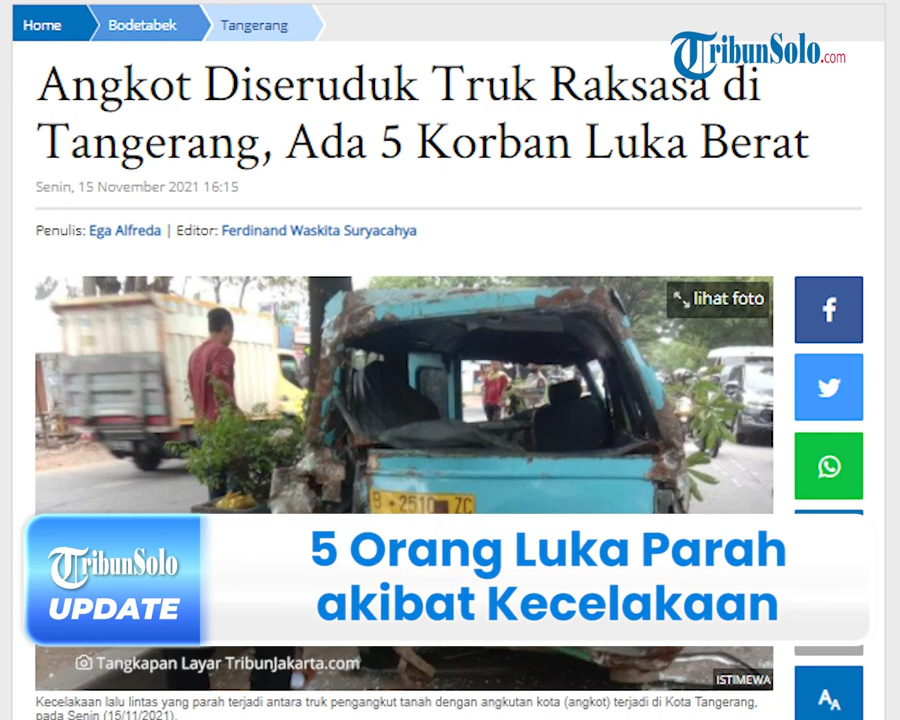 Home
Bodetabek
Tangerang
TribunSolo.com
Angkot Diseruduk Truk Raksasa di
Tangerang, Ada 5 Korban Luka Berat
Senin, 15 November 2021 16:15
Penulis: Ega Alfreda | Editor: Ferdinand Waskita Suryacahya
lihat foto
B 2510 ZC
TribunSolo
UPDATE
5 Orang Luka Parah
akibat Kecelakaan
Tangkapan Layar TribunJakarta.com
ISTIMEWA
AA
Kecelakaan lalu lintas yang parah terjadi antara truk pengangkut tanah dengan angkutan kota (angkot) terjadi di Kota Tangerang,
pada Senin (15/11/2021).